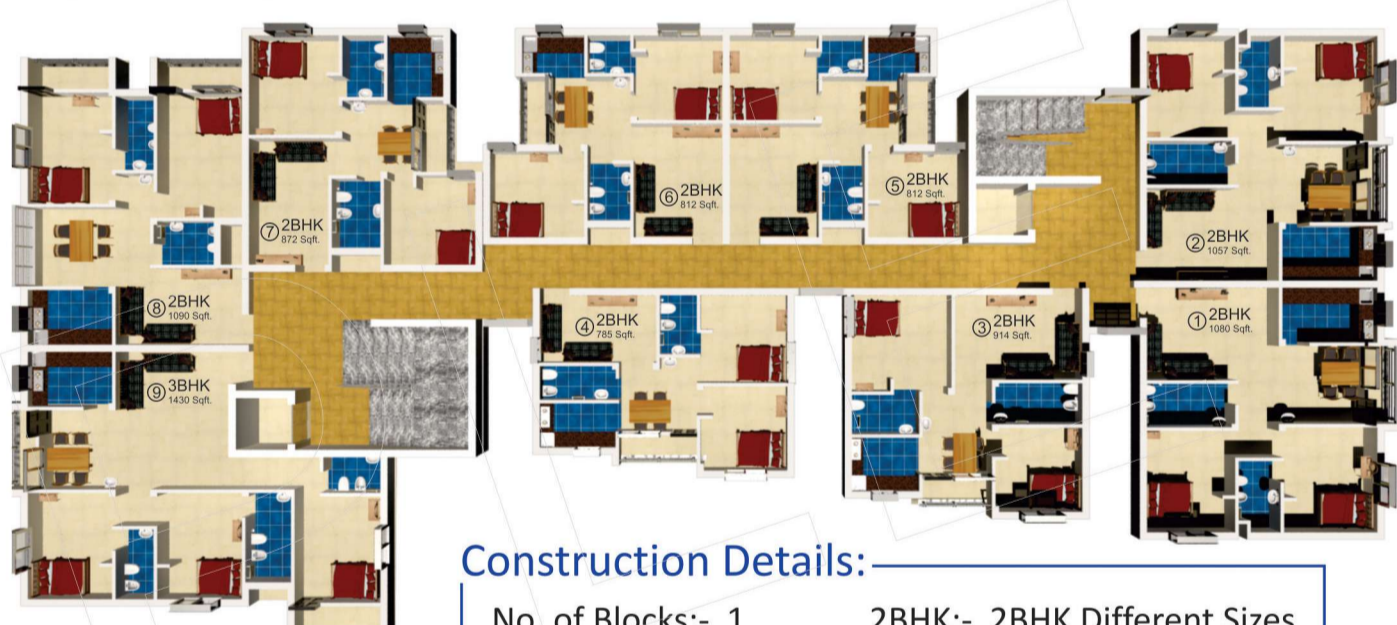 ⑦ 2BHK
872 Sqft.
⑥ 2BHK
812 Sqft.
⑤ 2BHK
812 Sqft.
② 2BHK
1057 Sqft.
⑧ 2BHK
1090 Sqft.
④ 2BHK
785 Sqft.
③ 2BHK
914 Sqft.
① 2BHK
1080 Sqft.
⑨ 3BHK
1430 Sqft.
Construction Details:
No. of Blocks:- 1
2BHK:- 2BHK Different Sizes